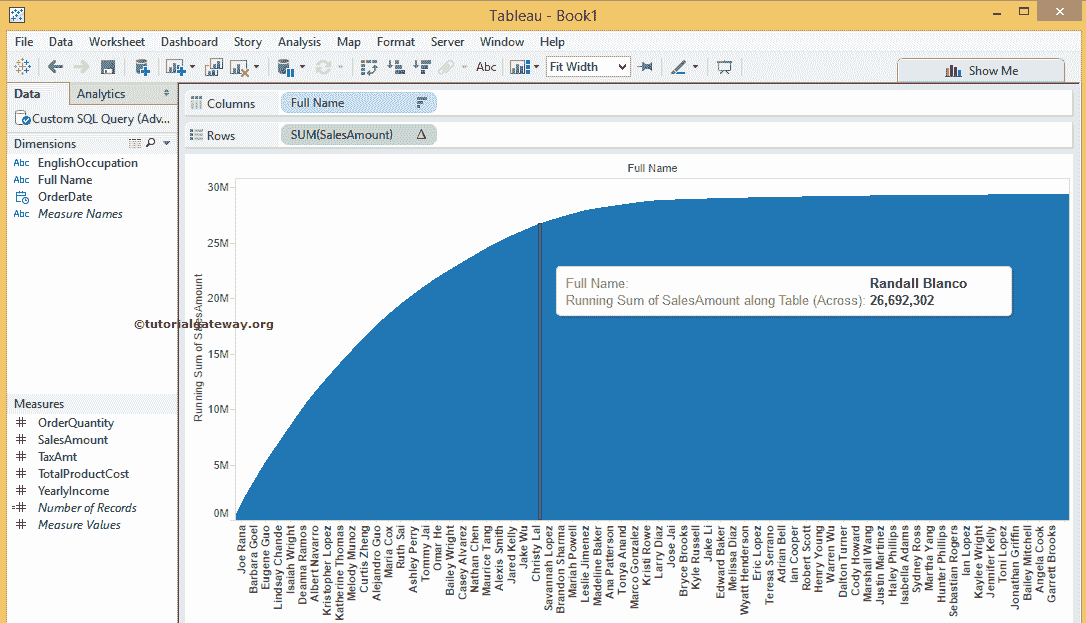 Tableau - Book1
File Data Worksheet Dashboard Story Analysis Map Format Server Window Help
Abc Fit Width Show Me
Data Analytics
Custom SQL Query (Adv...
Dimensions
Abc EnglishOccupation
Abc Full Name
OrderDate
Abc Measure Names
Measures
# OrderQuantity
# SalesAmount
# TaxAmt
# TotalProductCost
# YearlyIncome
=# Number of Records
# Measure Values
Columns Full Name
Rows SUM(SalesAmount) Δ
Full Name
30M
25M
20M
15M
10M
5M
0M
Running Sum of SalesAmount
©tutorialgateway.org
Full Name: Randall Blanco
Running Sum of SalesAmount along Table (Across): 26,692,302
Joe Rana
Barbara Goel
Eugene Guo
Lindsay Chande
Isaiah Wright
Deanna Ramos
Albert Navarro
Kristopher Lopez
Katherine Thomas
Melody Munoz
Curtis Zheng
Alejandro Guo
Maria Cox
Ruth Sai
Ashley Perry
Tommy Jai
Omar He
Bailey Wright
Casey Alvarez
Nathan Chen
Maurice Tang
Alexis Smith
Jared Kelly
Jake Wu
Christy Lal
Savannah Lopez
Brandon Sharma
Mariah Powell
Leslie Jimenez
Madeline Baker
Ana Patterson
Tonya Anand
Marco Gonzalez
Kristi Rowe
Larry Diaz
Jose Jai
Bryce Brooks
Kyle Russell
Jake Li
Edward Baker
Melissa Diaz
Wyatt Henderson
Eric Lopez
Teresa Serrano
Adrian Bell
Ian Cooper
Robert Scott
Henry Young
Warren Wu
Dalton Turner
Cody Howard
Marshall Wang
Justin Martinez
Haley Phillips
Isabella Adams
Sydney Ross
Martha Yang
Hunter Phillips
Sebastian Rogers
Ian Lopez
Kaylee Wright
Jennifer Kelly
Toni Lopez
Jonathan Griffin
Bailey Mitchell
Angela Cook
Garrett Brooks